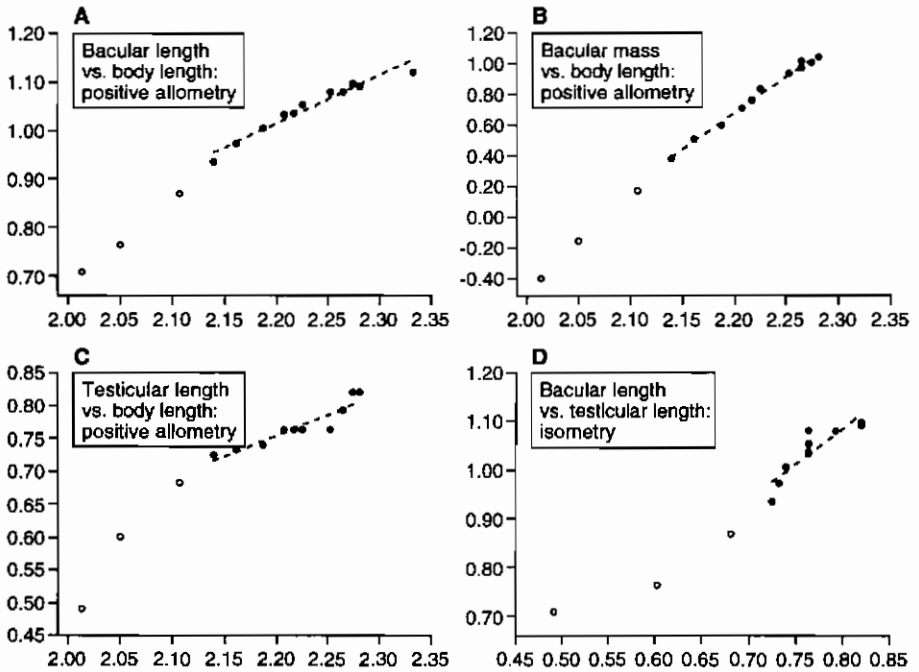 A
1.20
1.10
1.00
0.90
0.80
0.70
Bacular length
vs. body length:
positive allometry
2.00 2.05 2.10 2.15 2.20 2.25 2.30 2.35
B
1.20
1.00
0.80
0.60
0.40
0.20
0.00
-0.20
-0.40
Bacular mass
vs. body length:
positive allometry
2.00 2.05 2.10 2.15 2.20 2.25 2.30 2.35
C
0.85
0.80
0.75
0.70
0.65
0.60
0.55
0.50
0.45
Testicular length
vs. body length:
positive allometry
2.00 2.05 2.10 2.15 2.20 2.25 2.30 2.35
D
1.20
1.10
1.00
0.90
0.80
0.70
Bacular length
vs. testicular length:
isometry
0.45 0.50 0.55 0.60 0.65 0.70 0.75 0.80 0.85